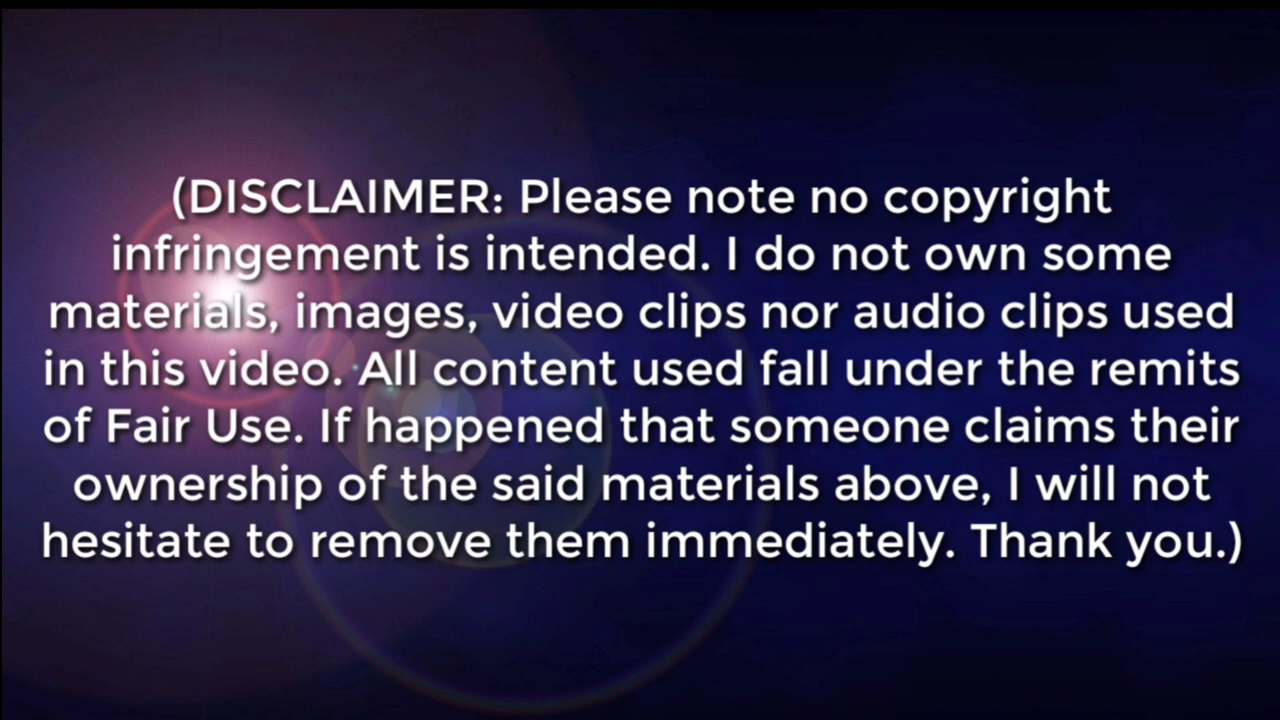 (DISCLAIMER: Please note no copyright
infringement is intended. I do not own some
materials, images, video clips nor audio clips used
in this video. All content used fall under the remits
of Fair Use. If happened that someone claims their
ownership of the said materials above, I will not
hesitate to remove them immediately. Thank you.)